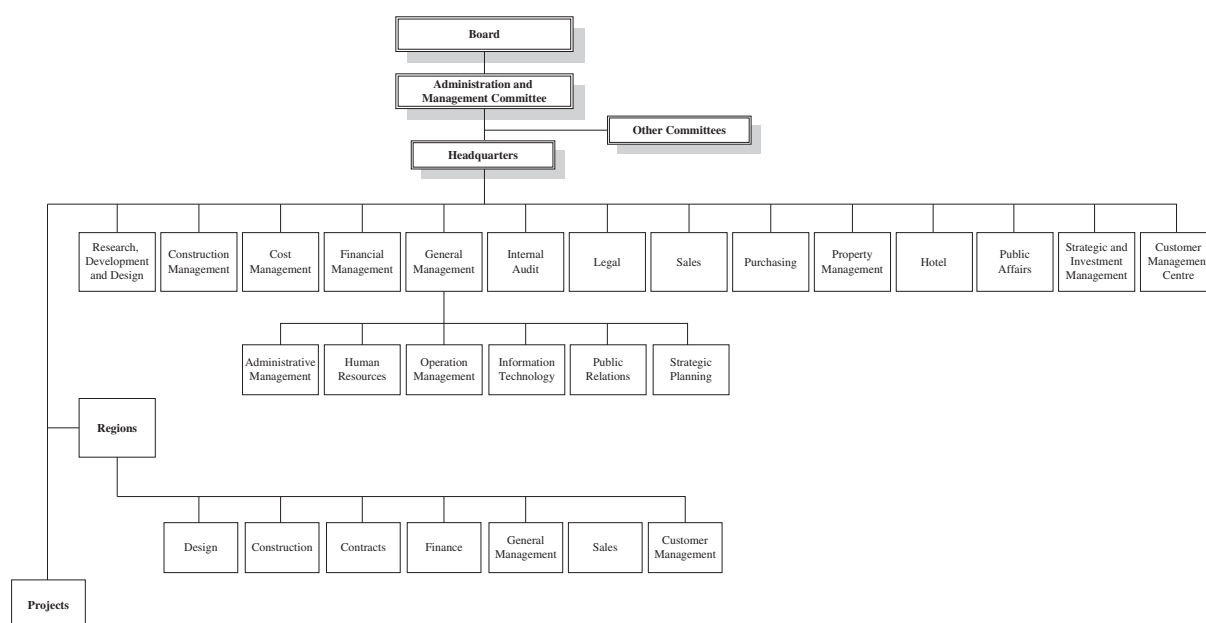 Board
Administration and
Management Committee
Other Committees
Headquarters
Research,
Development
and Design
Construction
Management
Cost
Management
Financial
Management
General
Management
Internal
Audit
Legal
Sales
Purchasing
Property
Management
Hotel
Public
Affairs
Strategic and
Investment
Management
Customer
Management
Centre
Administrative
Management
Human
Resources
Operation
Management
Information
Technology
Public
Relations
Strategic
Planning
Regions
Design
Construction
Contracts
Finance
General
Management
Sales
Customer
Management
Projects